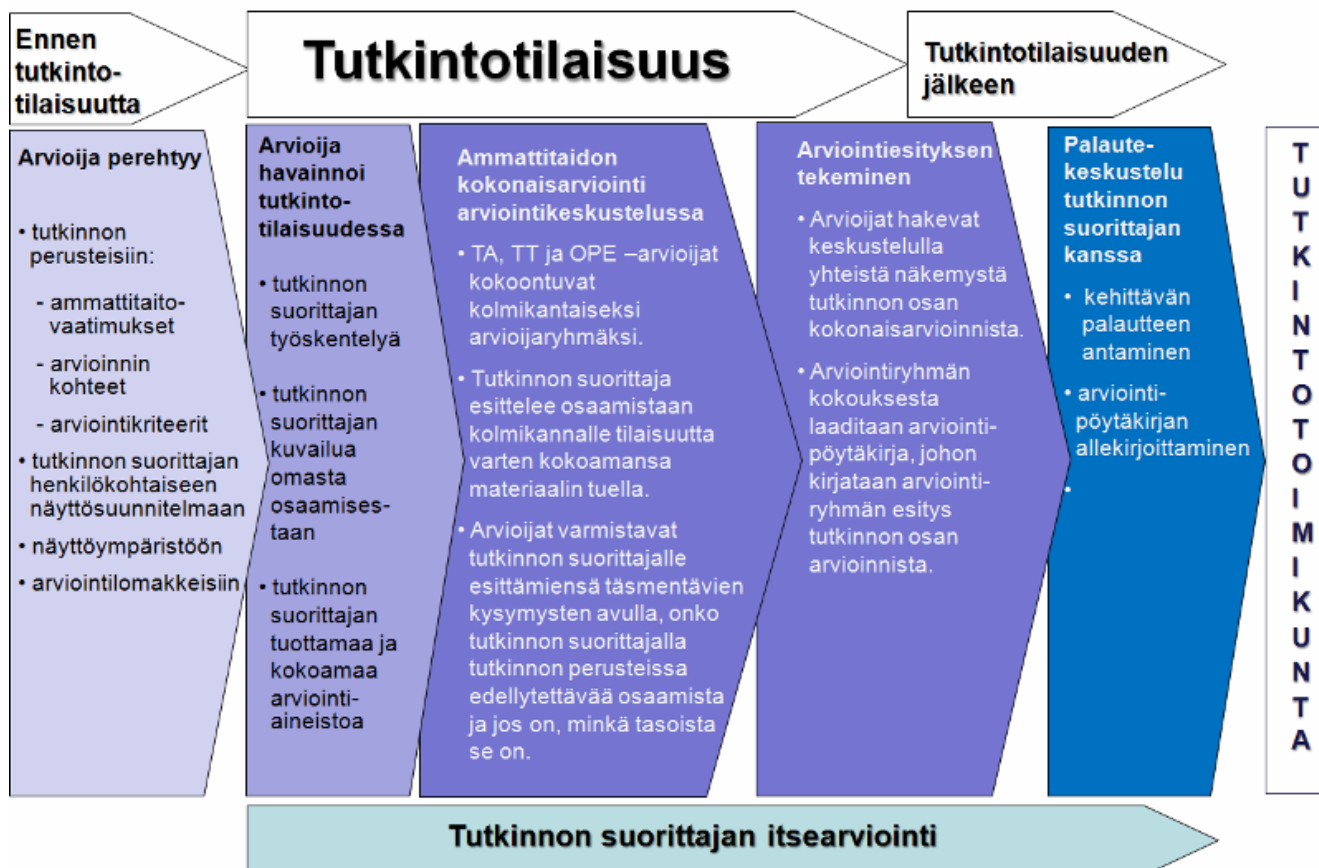 Ennen
tutkinto-
tilaisuutta
Tutkintotilaisuus
Tutkintotilaisuuden
jälkeen
Arvioija perehtyy
• tutkinnon
perusteisiin:
- ammattitaito-
vaatimukset
- arvioinnin
kohteet
- arviointikriteerit
• tutkinnon suorittajan
henkilökohtaiseen
näyttösuunnitelmaan
• näyttöympäristöön
• arviointilomakkeisiin
Arvioija
havainnoi
tutkinto-
tilaisuudessa
• tutkinnon
suorittajan
työskentelyä
• tutkinnon
suorittajan
kuvailua
omasta
osaamises-
taan
• tutkinnon
suorittajan
tuottamaa ja
kokoamaa
arviointi-
aineistoa
Ammattitaidon
kokonaisarviointi
arviointikeskustelussa
• TA, TT ja OPE –arvioijat
kokoontuvat
kolmikantaiseksi
arvioijaryhmäksi.
• Tutkinnon suorittaja
esittelee osaamistaan
kolmikannalle tilaisuutta
varten kokoamansa
materiaalin tuella.
• Arvioijat varmistavat
tutkinnon suorittajalle
esittämiensä täsmentävien
kysymysten avulla, onko
tutkinnon suorittajalla
tutkinnon perusteissa
edellytettävää osaamista
ja jos on, minkä tasoista
se on.
Arviointiesityksen
tekeminen
• Arvioijat hakevat
keskustelulla
yhteistä näkemystä
tutkinnon osan
kokonaisarvioinnista.
• Arviointiryhmän
kokouksesta
laaditaan arviointi-
pöytäkirja, johon
kirjataan arviointi-
ryhmän esitys
tutkinnon osan
arvioinnista.
Palaute-
keskustelu
tutkinnon
suorittajan
kanssa
• kehittävän
palautteen
antaminen
• arviointi-
pöytäkirjan
allekirjoittaminen
•
TUTKINTOTOIMIKUNTA
Tutkinnon suorittajan itsearviointi